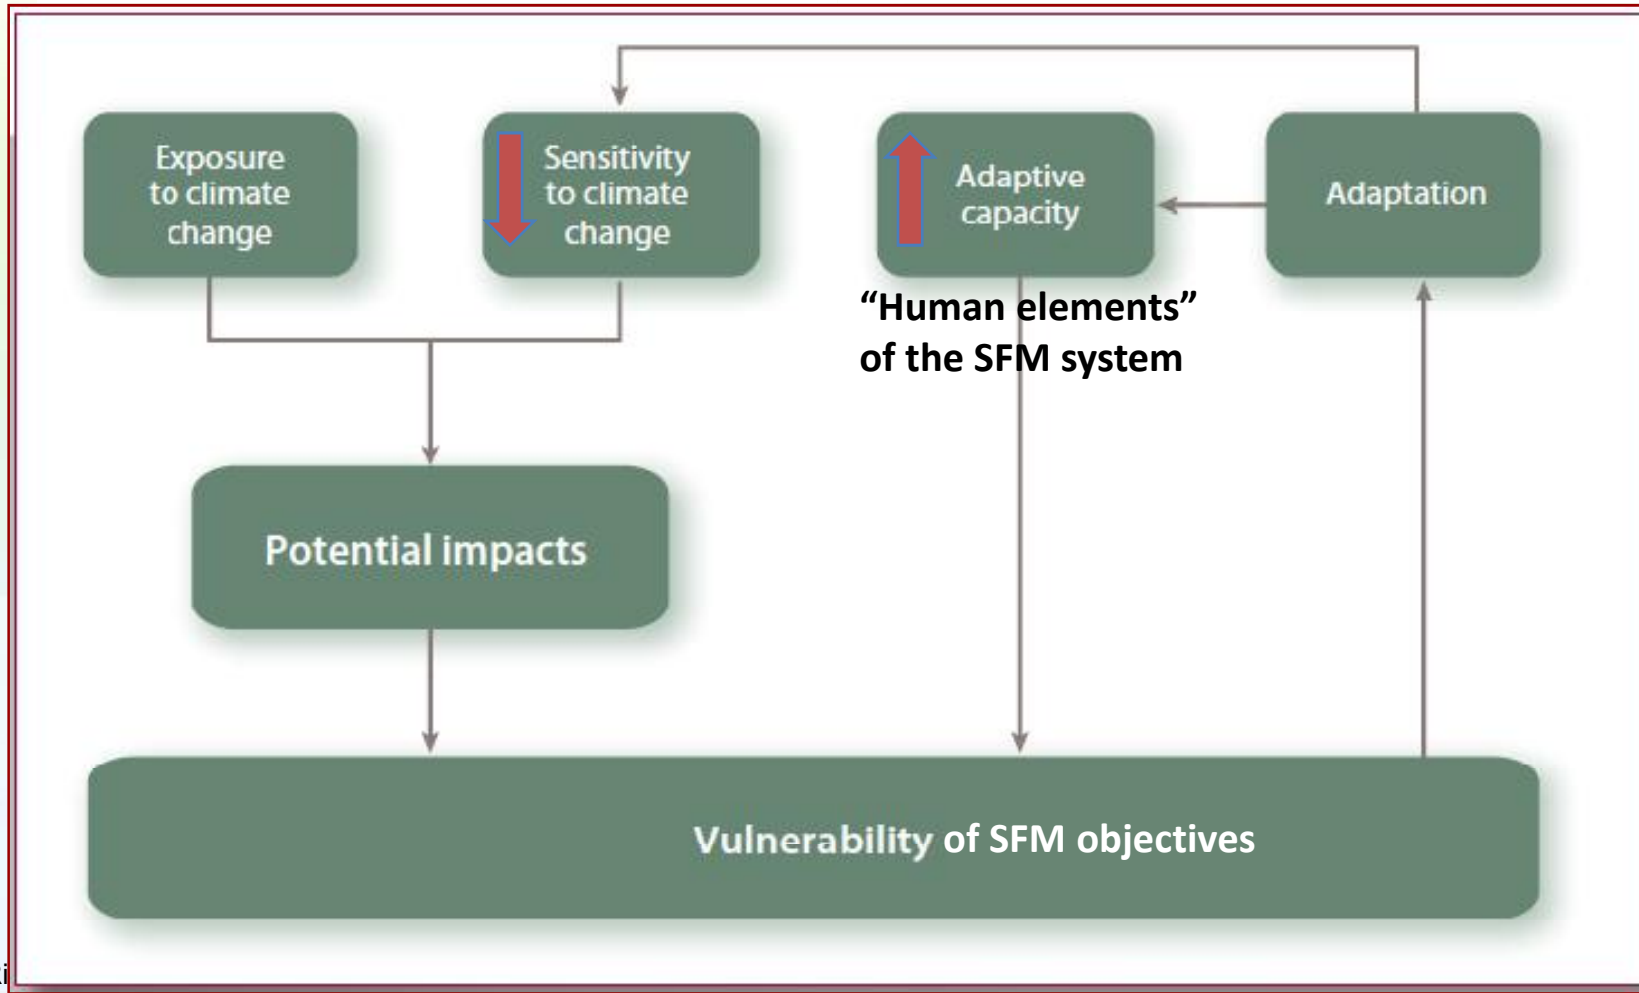 Exposure
to climate
change
Sensitivity
to climate
change
Adaptive
capacity
Adaptation
“Human elements”
of the SFM system
Potential impacts
Vulnerability of SFM objectives